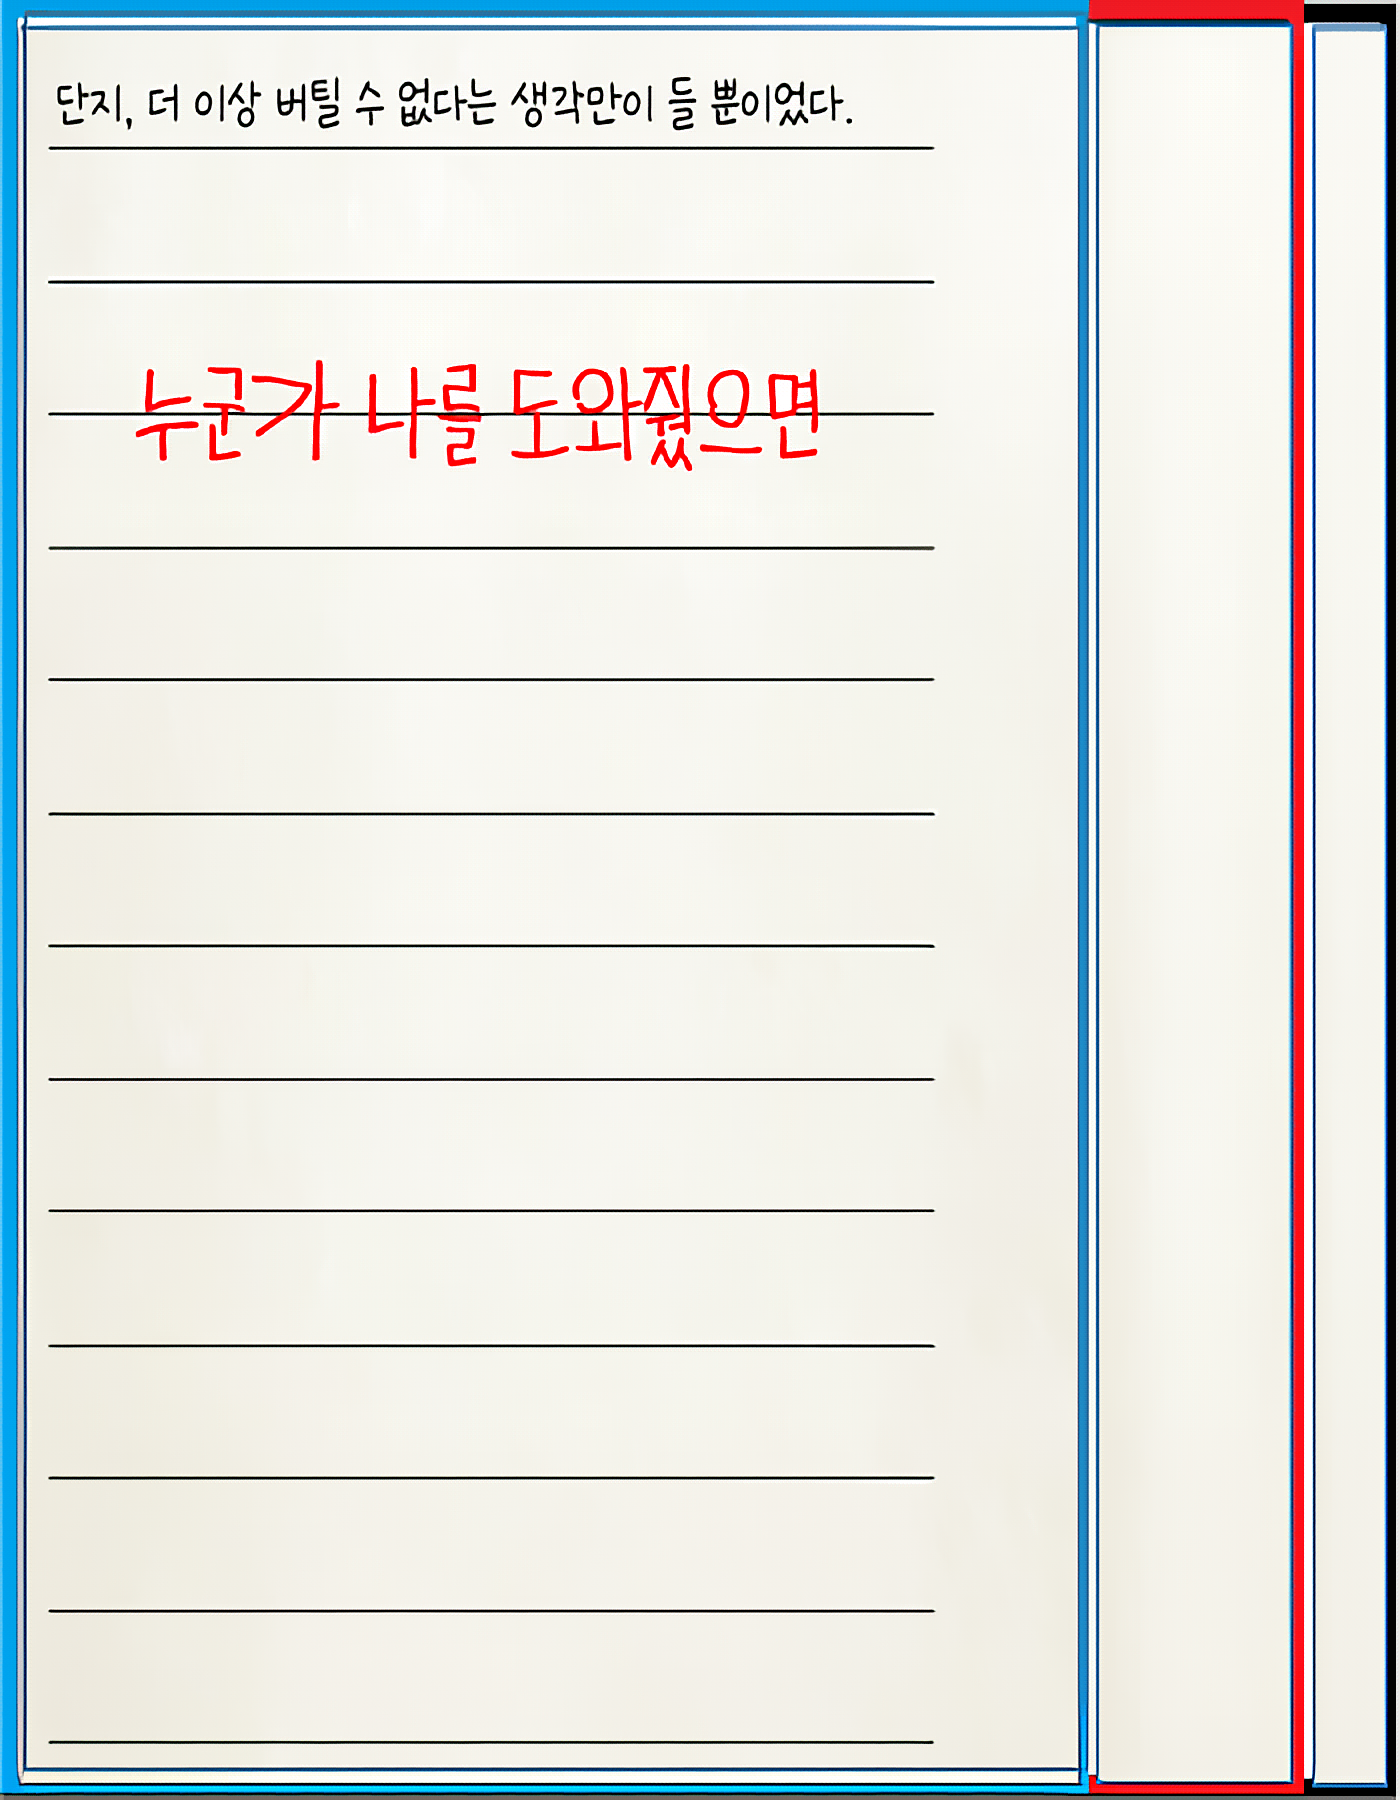 단지, 더 이상 버틸 수 없다는 생각만이 들 뿐이었다.
누군가 나를 도와줬으면